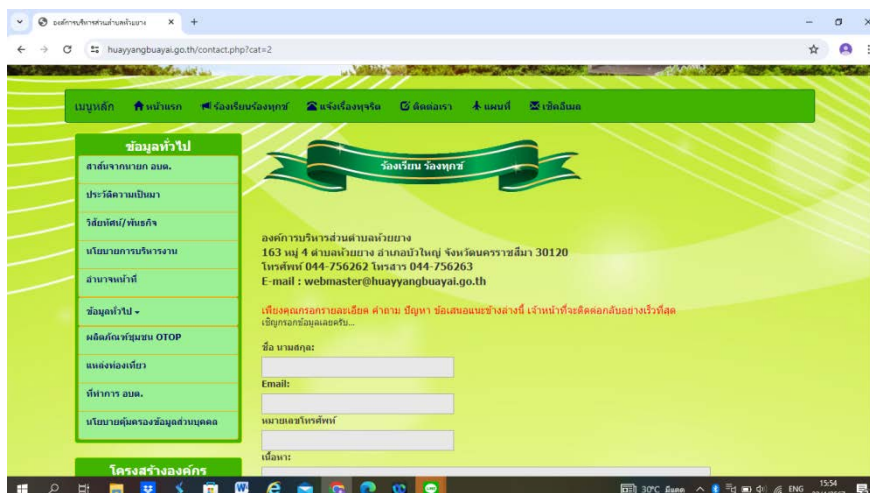 องค์การบริหารส่วนตำบลห้วยยาง
huayyangbuayai.go.th/contact.php?cat=2
เมนูหลัก หน้าแรก ร้องเรียนร้องทุกข์ แจ้งเรื่องทุจริต ติดต่อเรา แผนที่ เช็คอีเมล
ข้อมูลทั่วไป
สาส์นจากนายก อบต.
ประวัติความเป็นมา
วิสัยทัศน์/พันธกิจ
นโยบายการบริหารงาน
อำนาจหน้าที่
ข้อมูลทั่วไป
ผลิตภัณฑ์ชุมชน OTOP
แหล่งท่องเที่ยว
ที่ทำการ อบต.
นโยบายคุ้มครองข้อมูลส่วนบุคคล
โครงสร้างองค์กร
ร้องเรียน ร้องทุกข์
องค์การบริหารส่วนตำบลห้วยยาง
163 หมู่ 4 ตำบลห้วยยาง อำเภอบัวใหญ่ จังหวัดนครราชสีมา 30120
โทรศัพท์ 044-756262 โทรสาร 044-756263
E-mail : webmaster@huayyangbuayai.go.th
เพียงคุณกรอกรายละเอียด คำถาม ปัญหา ข้อเสนอแนะข้างล่างนี้ เจ้าหน้าที่จะติดต่อกลับอย่างเร็วที่สุด
เชิญกรอกข้อมูลเลยครับ...
ชื่อ นามสกุล:
Email:
หมายเลขโทรศัพท์
เนื้อหา:
30°C มีแดด ENG 15:54